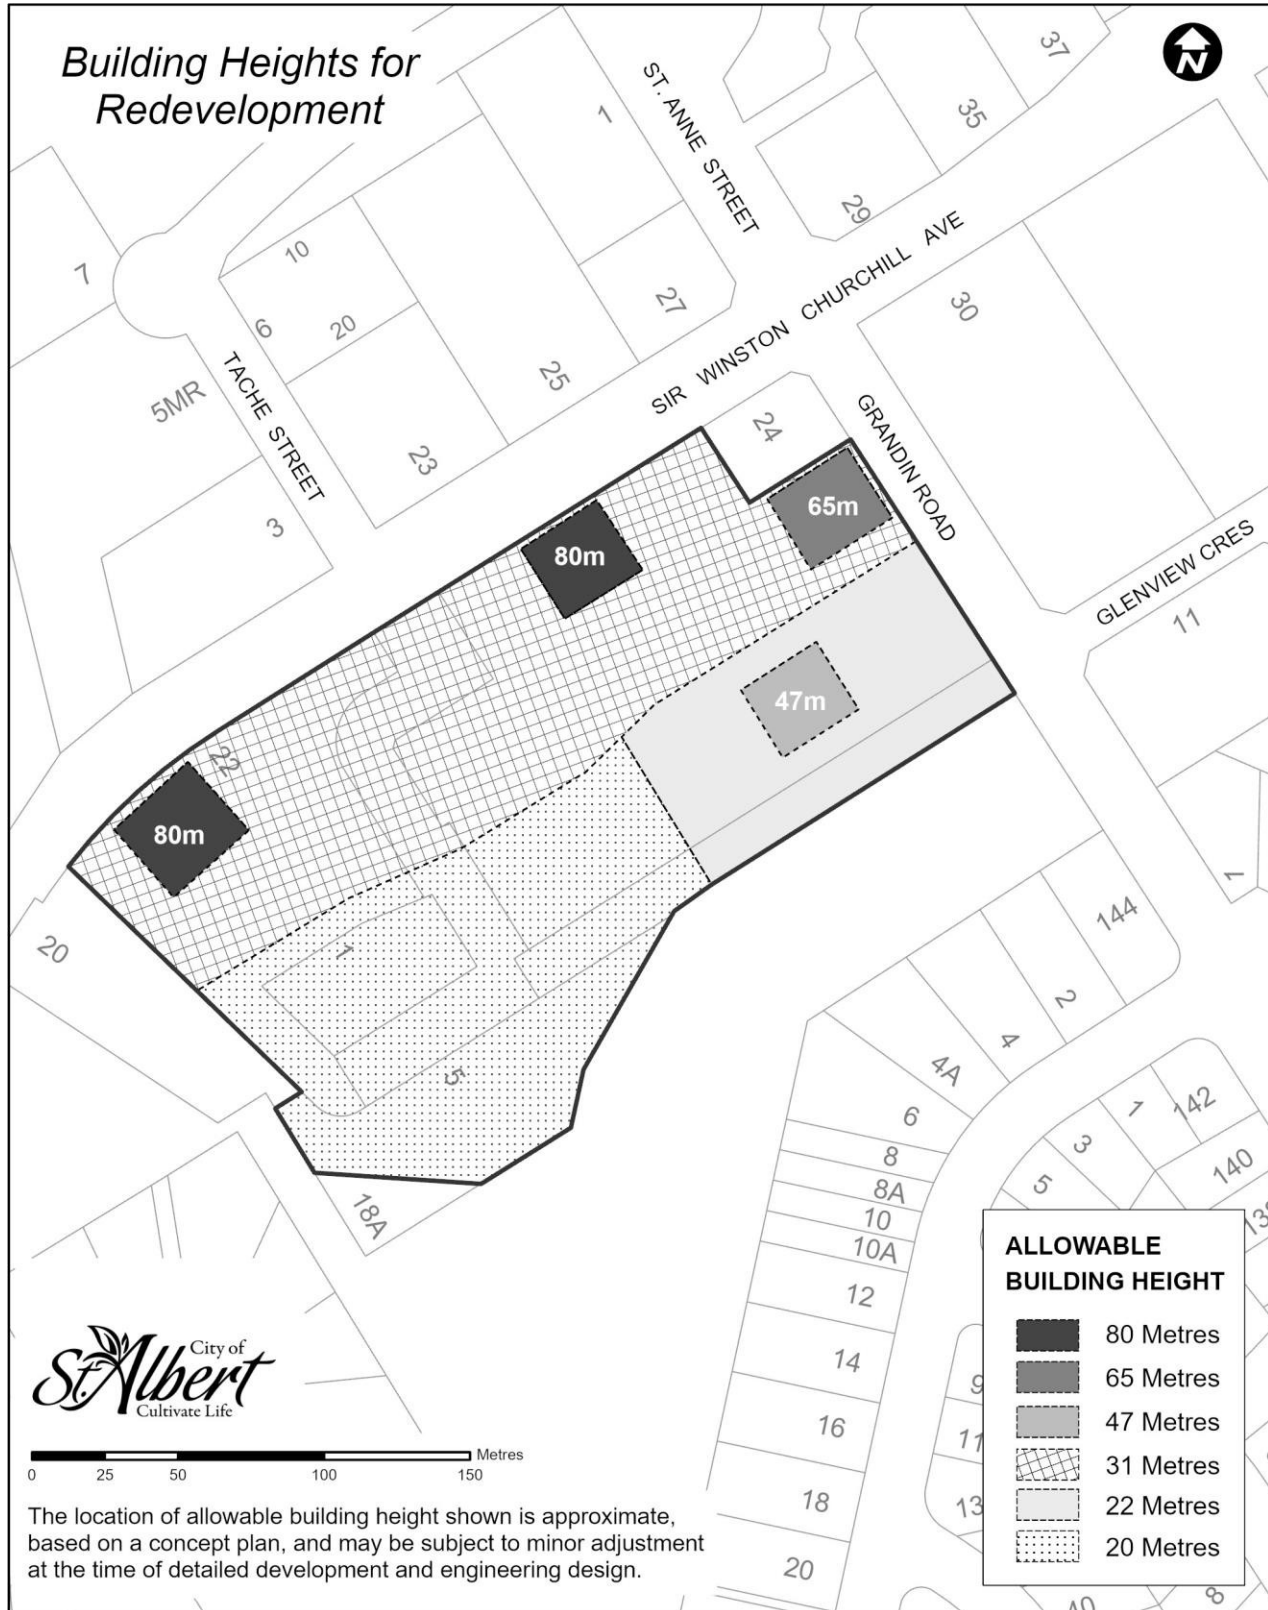 Building Heights for
Redevelopment
N
37
35
1
ST. ANNE STREET
29
7
10
6
20
27
30
SIR WINSTON CHURCHILL AVE
25
5MR
TACHE STREET
23
24
GRANDIN ROAD
3
65m
80m
GLENVIEW CRES
11
47m
22
80m
20
1
1
144
2
4
4A
5
6
1
142
3
8
140
5
8A
18A
10
138
10A
12
14
9
11
16
13
18
20
40
8
ALLOWABLE
BUILDING HEIGHT
80 Metres
65 Metres
47 Metres
31 Metres
22 Metres
20 Metres
City of
St. Albert
Cultivate Life
Metres
0 25 50 100 150
The location of allowable building height shown is approximate,
based on a concept plan, and may be subject to minor adjustment
at the time of detailed development and engineering design.